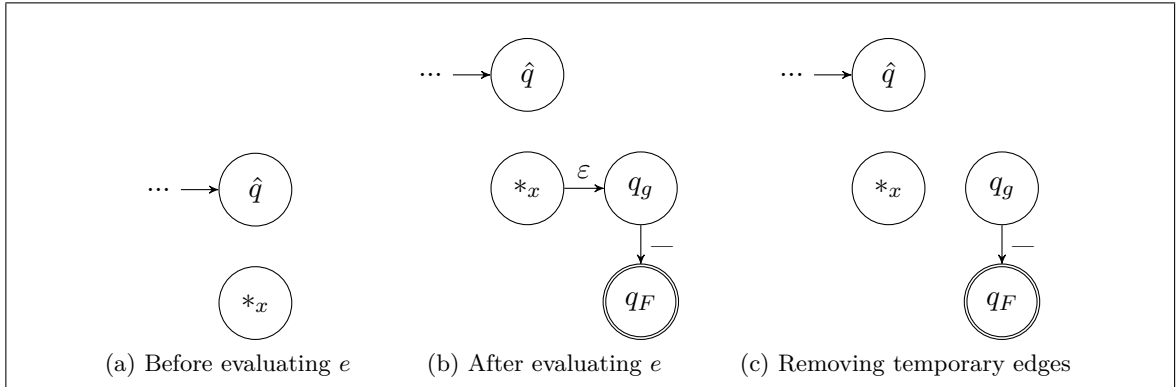 ... q̂
... q̂
... q̂
*ₓ ε q_g
*ₓ q_g
—
—
*ₓ
q_F
q_F
(a) Before evaluating e
(b) After evaluating e
(c) Removing temporary edges